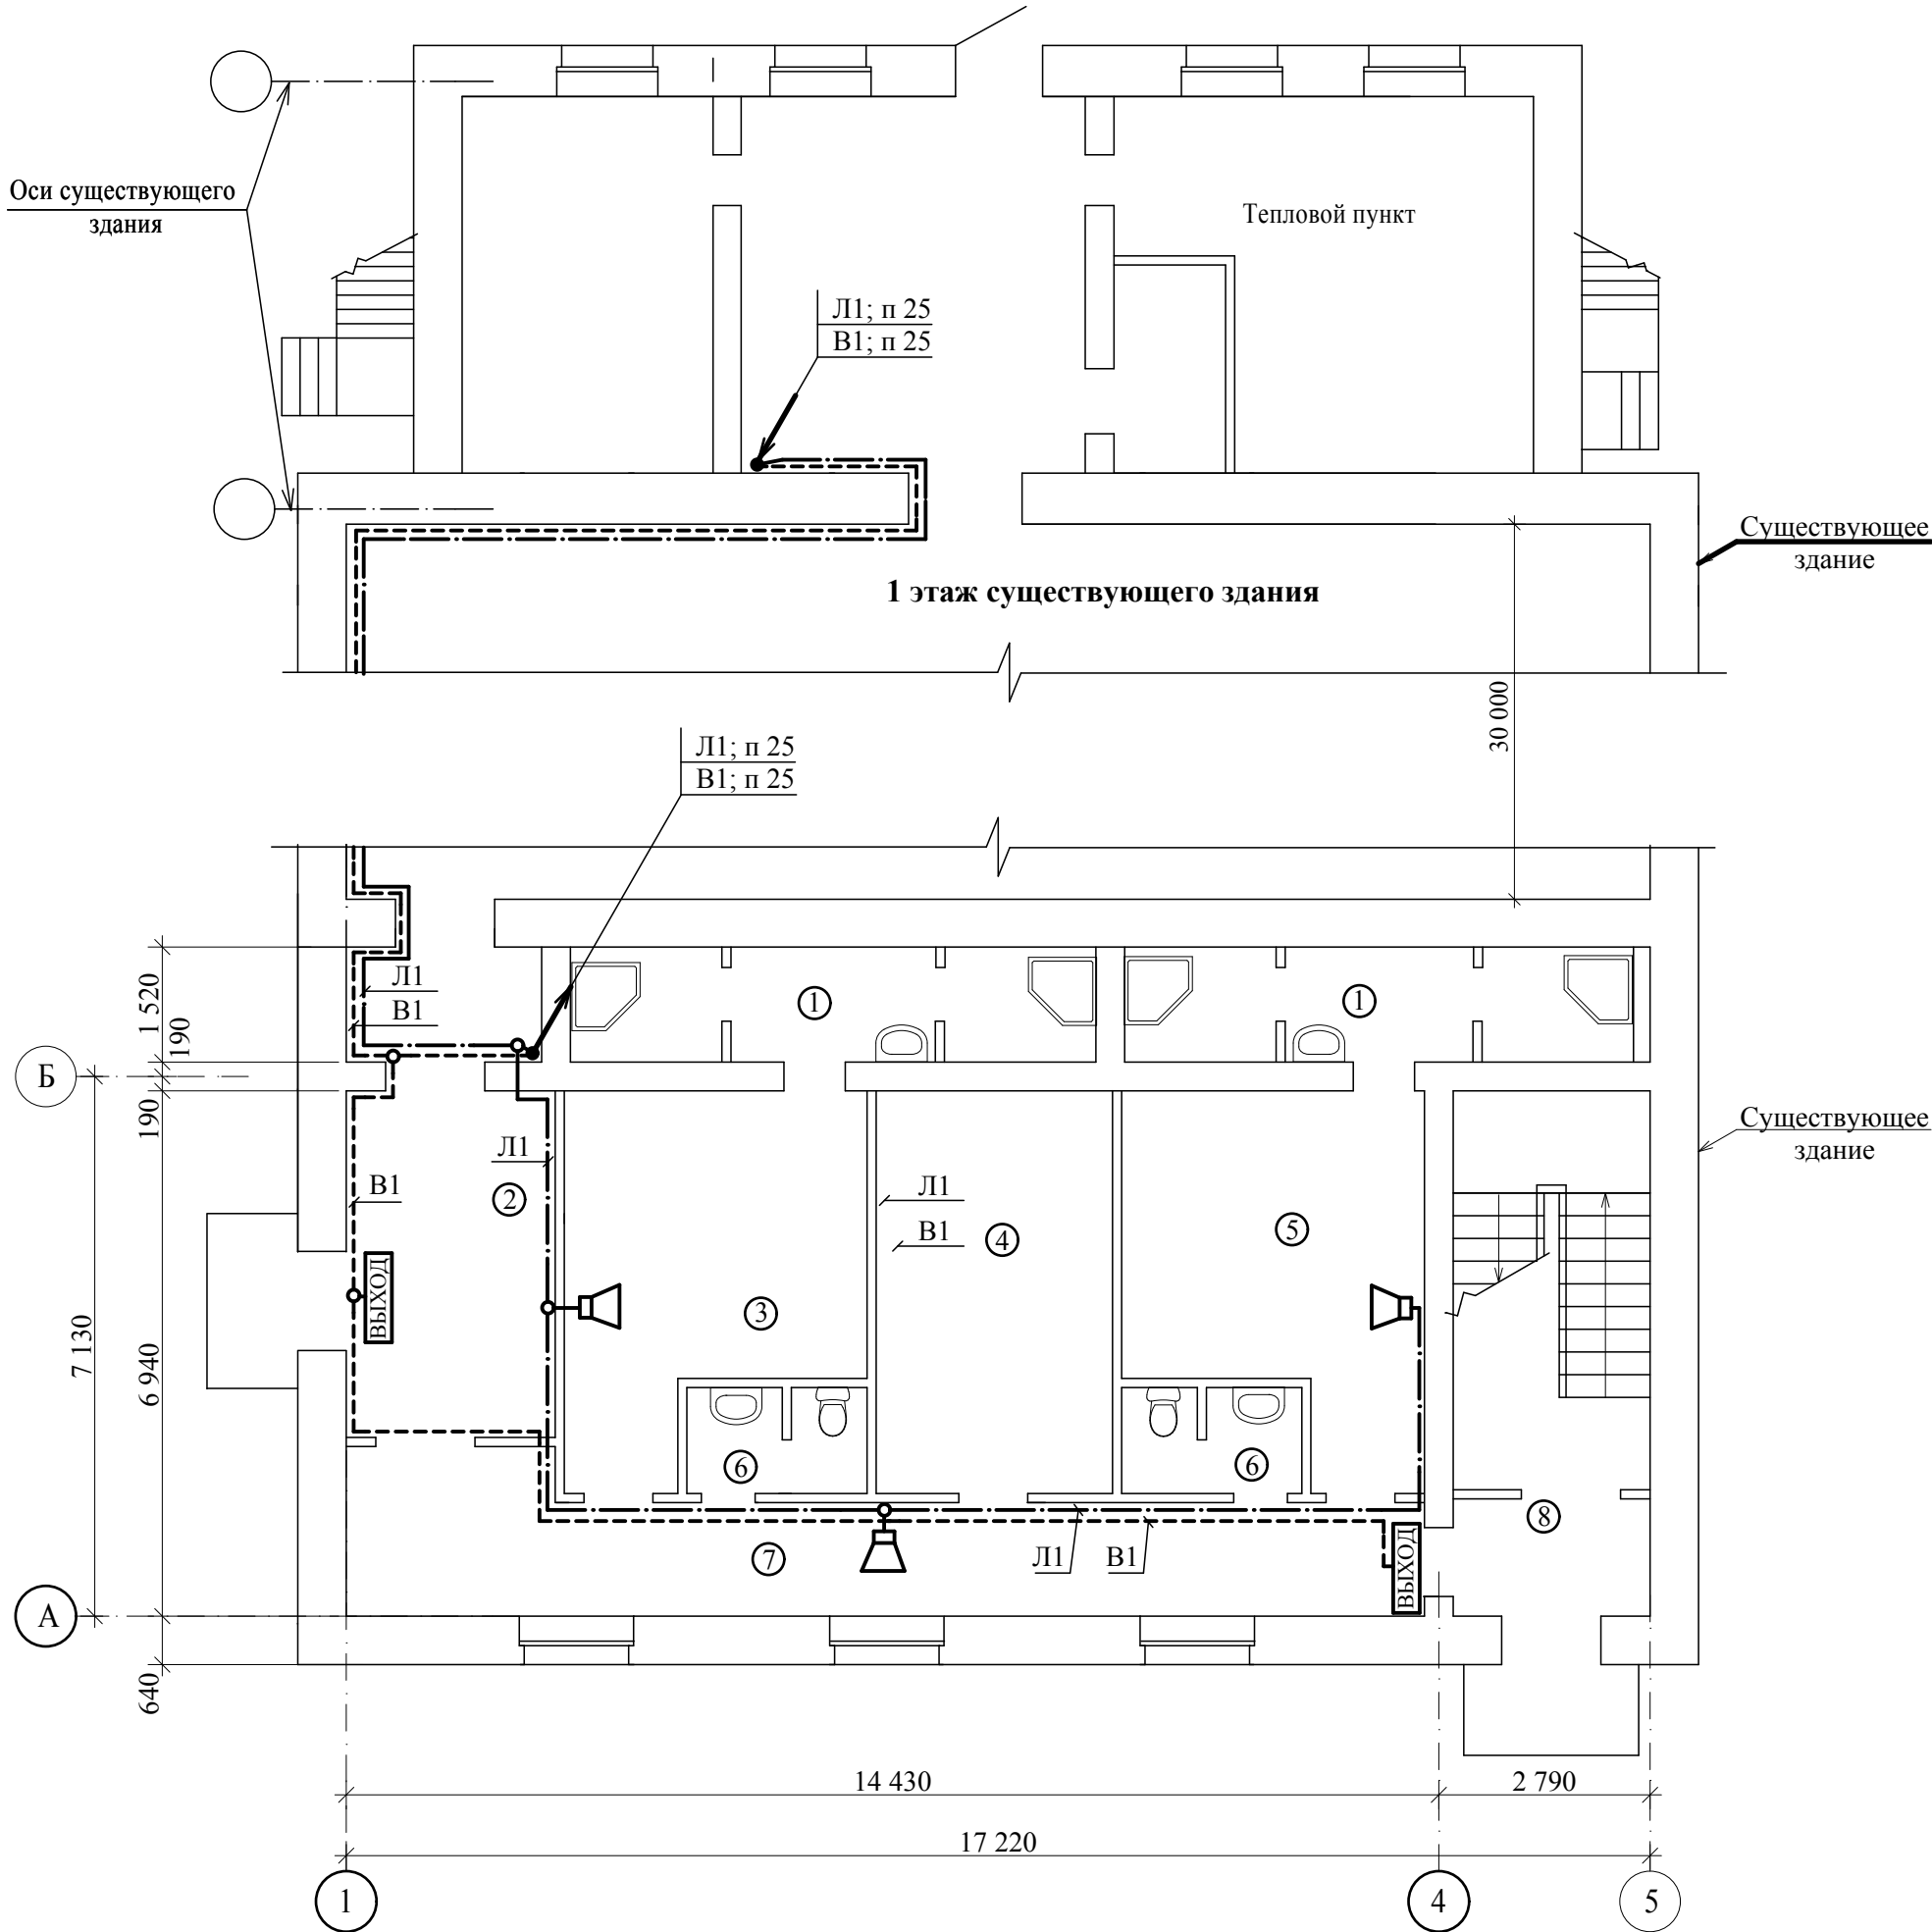 Оси существующего
здания
Тепловой пункт
Л1; п 25
В1; п 25
Существующее
здание
1 этаж существующего здания
30 000
Л1; п 25
В1; п 25
1 520
190
Л1
В1
1
1
Б
190
Л1
2
В1
Л1
В1
4
5
Существующее
здание
ВЫХОД
3
7 130
6 940
6
6
8
7
Л1
В1
ВЫХОД
А
640
14 430
2 790
17 220
1
4
5